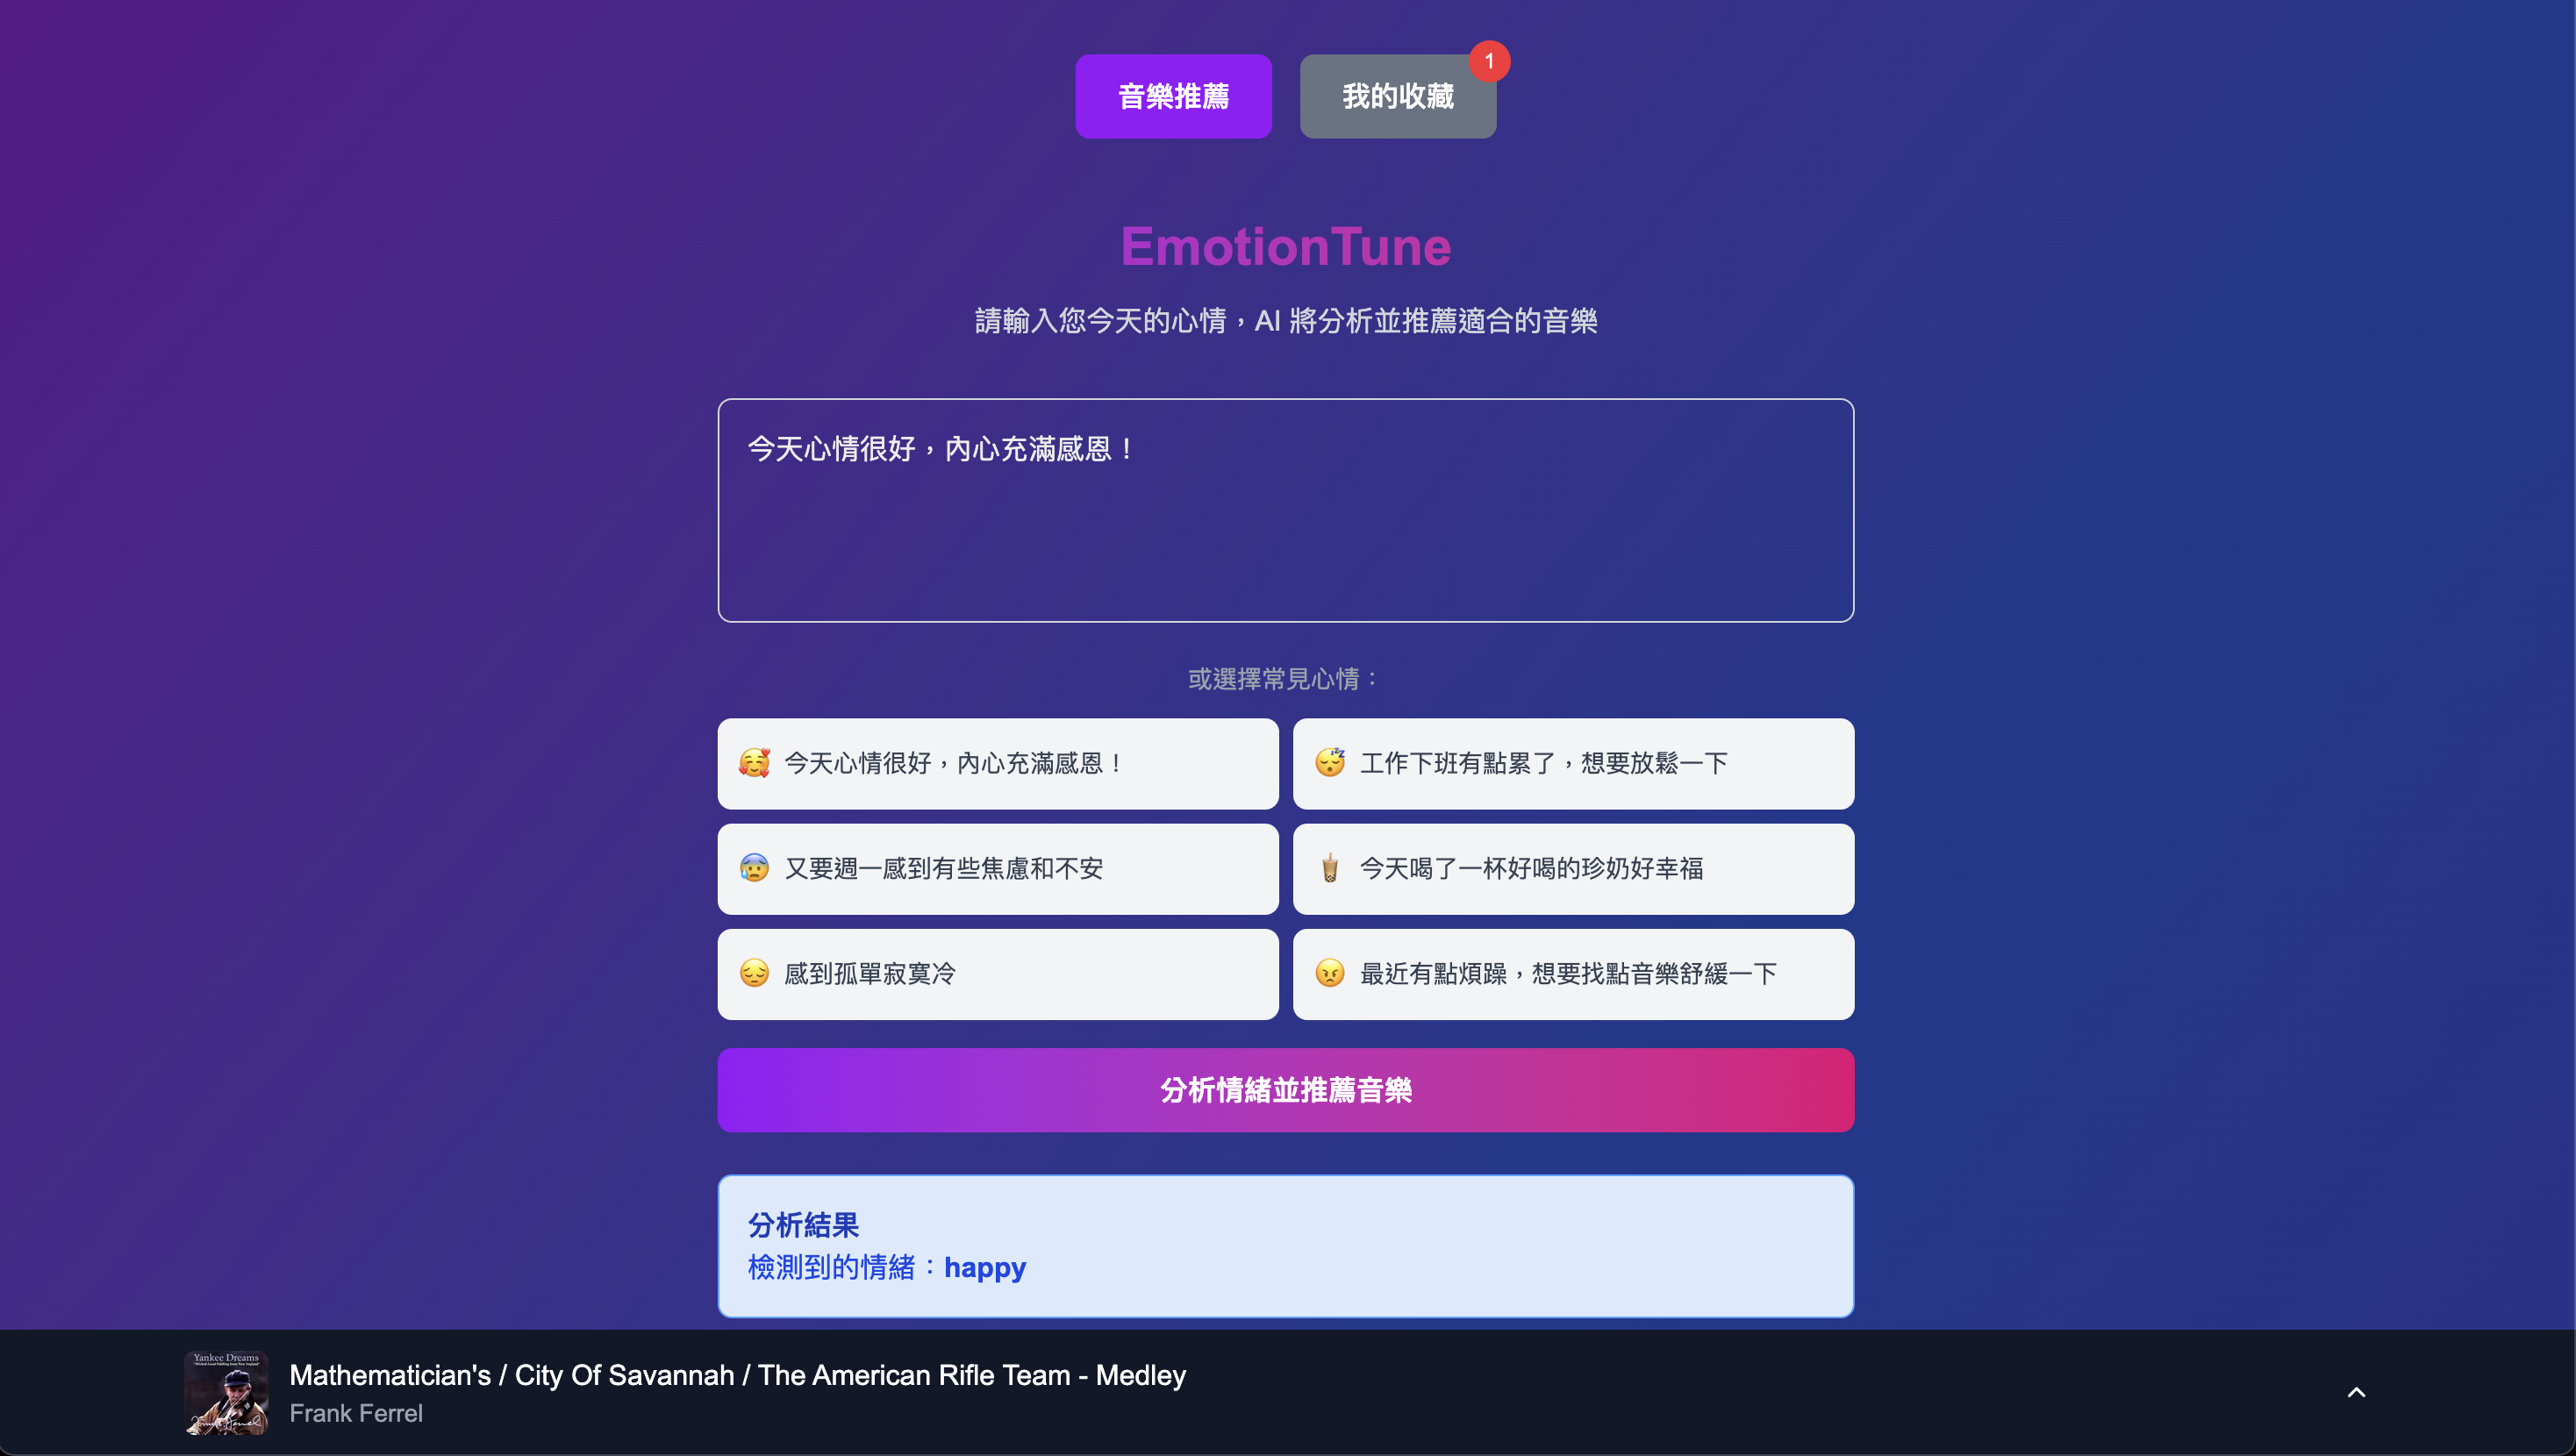 音樂推薦
我的收藏
1
EmotionTune
請輸入您今天的心情，AI 將分析並推薦適合的音樂
今天心情很好，內心充滿感恩！
或選擇常見心情：
🥰 今天心情很好，內心充滿感恩！
😴 工作下班有點累了，想要放鬆一下
😰 又要週一感到有些焦慮和不安
🧋 今天喝了一杯好喝的珍奶好幸福
😔 感到孤單寂寞冷
😠 最近有點煩躁，想要找點音樂舒緩一下
分析情緒並推薦音樂
分析結果
檢測到的情緒：happy
Yankee Dreams
Mathematician's / City Of Savannah / The American Rifle Team - Medley
Frank Ferrel